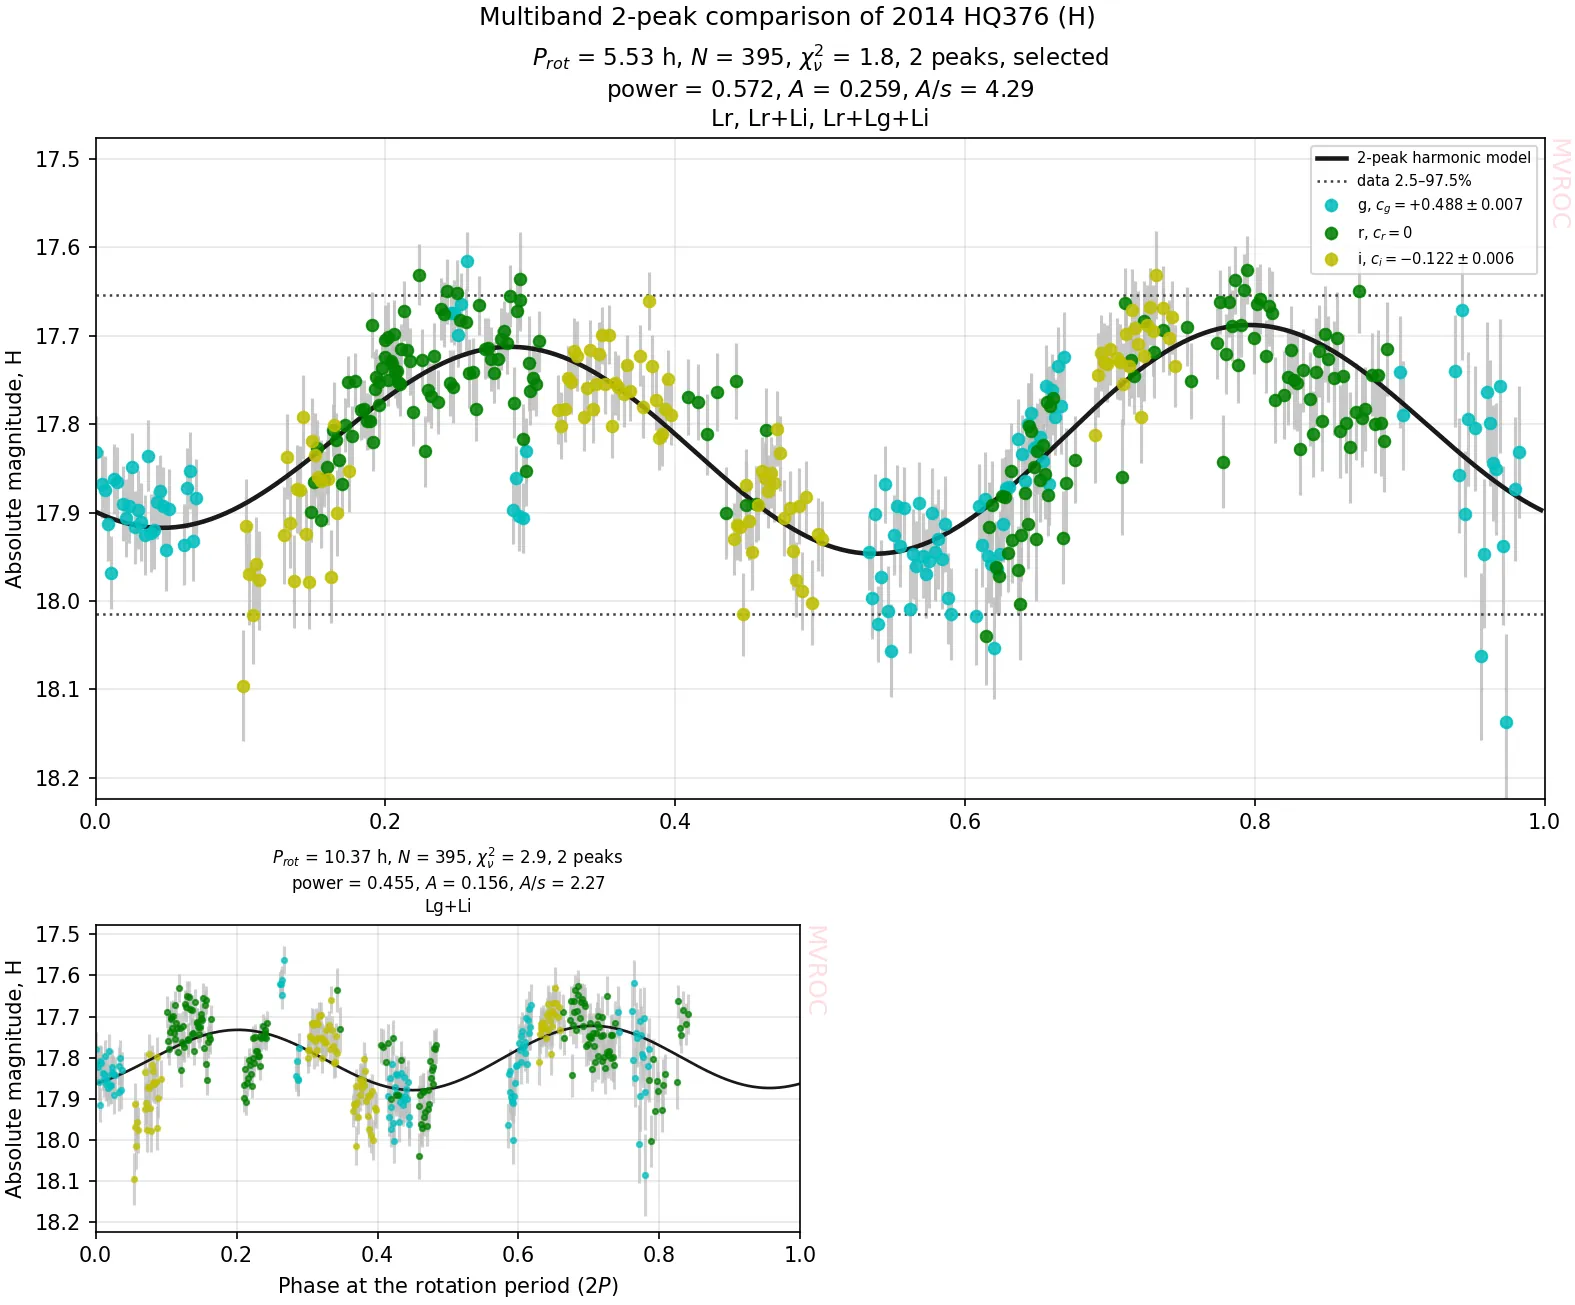 Multiband 2-peak comparison of 2014 HQ376 (H)
P_rot = 5.53 h, N = 395, χ²_ν = 1.8, 2 peaks, selected
power = 0.572, A = 0.259, A/s = 4.29
Lr, Lr+Li, Lr+Lg+Li
Absolute magnitude, H
17.5
17.6
17.7
17.8
17.9
18.0
18.1
18.2
2-peak harmonic model
data 2.5–97.5%
g, c_g = +0.488 ± 0.007
r, c_r = 0
i, c_i = −0.122 ± 0.006
MVROC
0.0 0.2 0.4 0.6 0.8 1.0
P_rot = 10.37 h, N = 395, χ²_ν = 2.9, 2 peaks
power = 0.455, A = 0.156, A/s = 2.27
Lg+Li
Absolute magnitude, H
17.5
17.6
17.7
17.8
17.9
18.0
18.1
18.2
MVROC
0.0 0.2 0.4 0.6 0.8 1.0
Phase at the rotation period (2P)